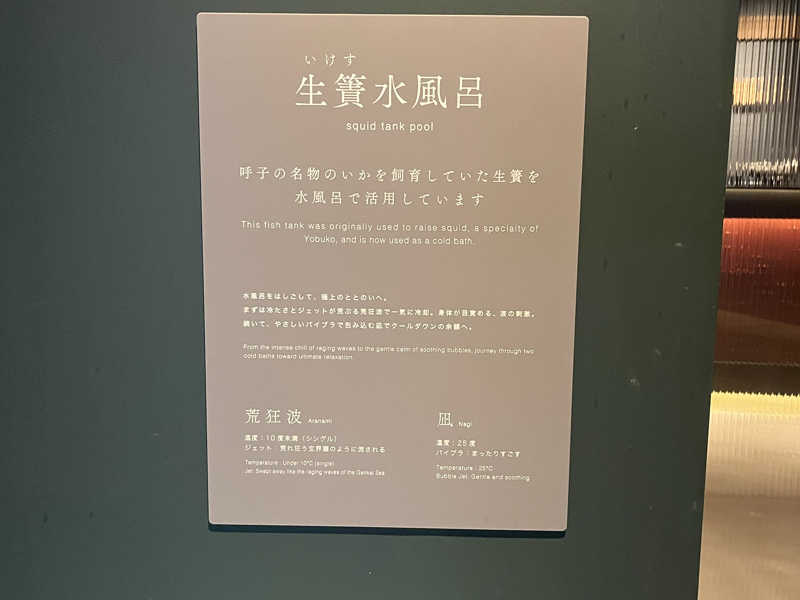 いけす
生簀水風呂
squid tank pool
呼子の名物のいかを飼育していた生簀を
水風呂で活用しています
This fish tank was originally used to raise squid, a specialty of
Yobuko, and is now used as a cold bath.
水風呂をはしごして、極上のととのいへ。
まずは冷たさとジェットが荒ぶる荒狂波で一気に冷却。身体が目覚める、波の刺激。
続いて、やさしいバイブラで包み込む凪でクールダウンの余韻へ。
From the intense chill of raging waves to the gentle calm of soothing bubbles, journey through two
cold baths toward ultimate relaxation.
荒狂波 Aranami
温度：10度未満（シングル）
ジェット：荒れ狂う玄界灘のように流される
Temperature : Under 10°C (single)
Jet: Swept away like the raging waves of the Genkai Sea
凪 Nagi
温度：25度
バイブラ：まったりすごす
Temperature : 25°C
Bubble Jet: Gentle and soothing